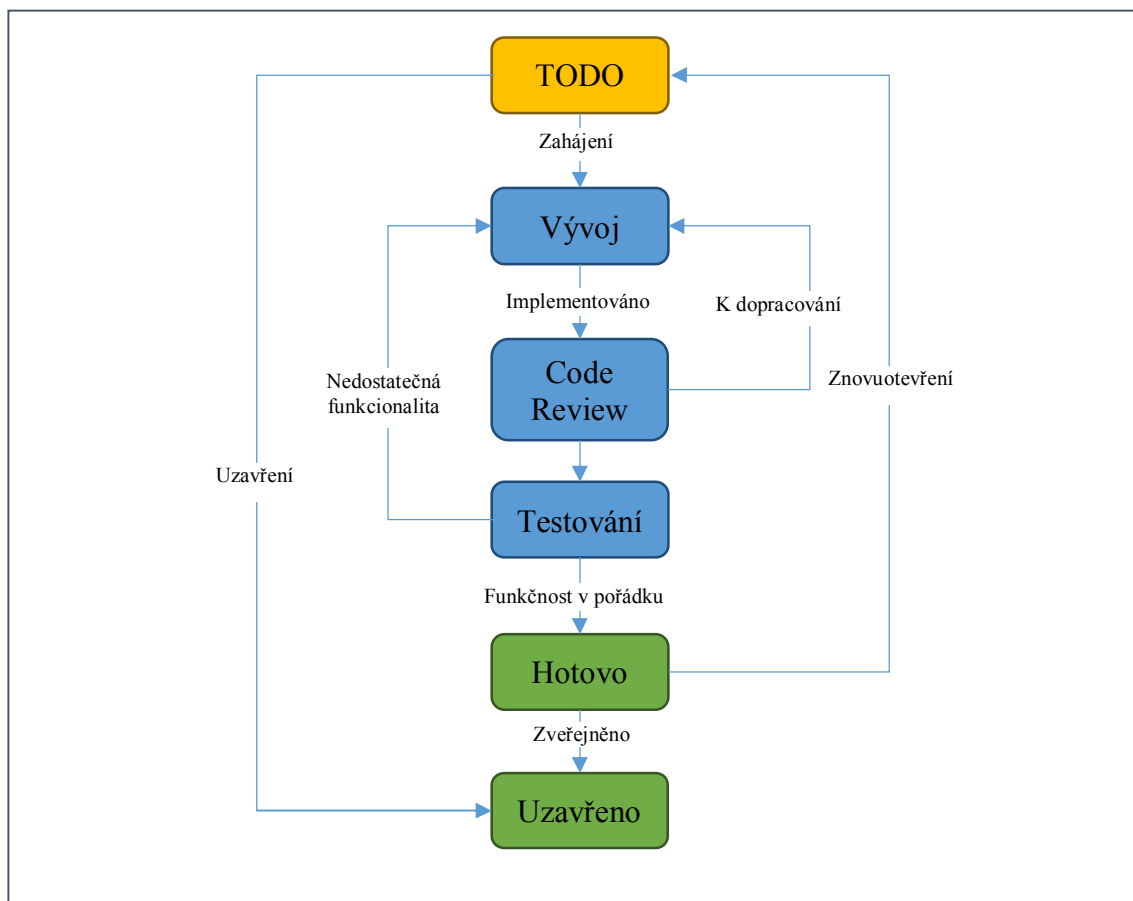 TODO
Zahájení
Vývoj
Implementováno
K dopracování
Code
Review
Nedostatečná
funkcionalita
Znovuotevření
Uzavření
Testování
Funkčnost v pořádku
Hotovo
Zveřejněno
Uzavřeno